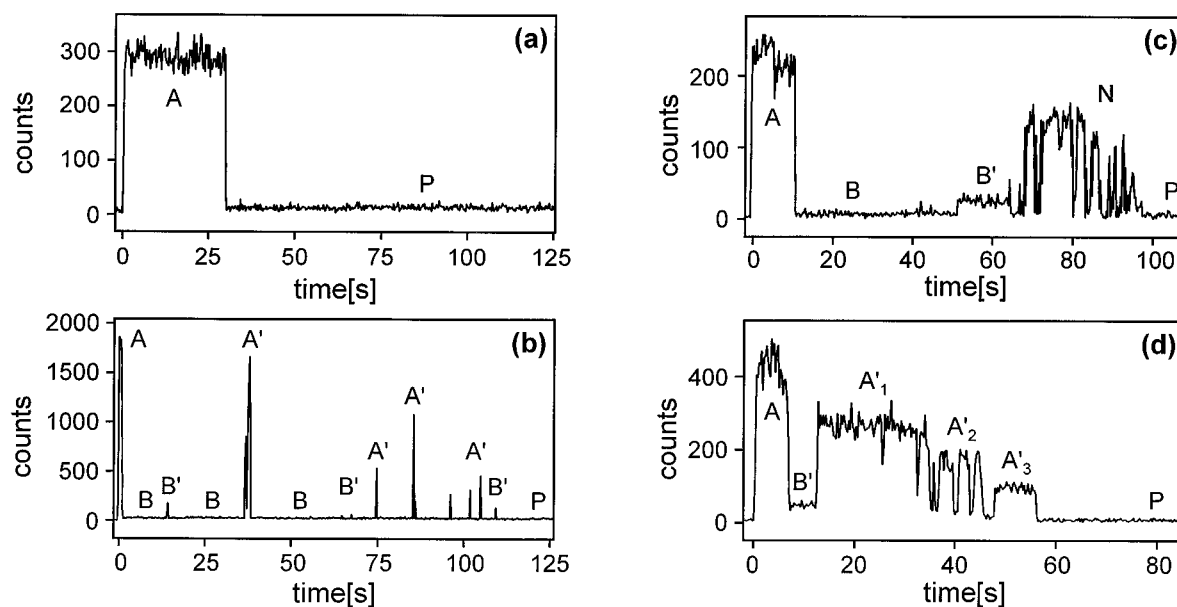 (a)
counts
300
200
100
0
A
P
0 25 50 75 100 125
time[s]
(b)
counts
2000
1500
1000
500
0
A
B B' B A' B B' A' A' A' B' P
0 25 50 75 100 125
time[s]
(c)
counts
200
100
0
A
B
B'
N
P
0 20 40 60 80 100
time[s]
(d)
counts
400
200
0
A
B'
A'1
A'2
A'3
P
0 20 40 60 80
time[s]